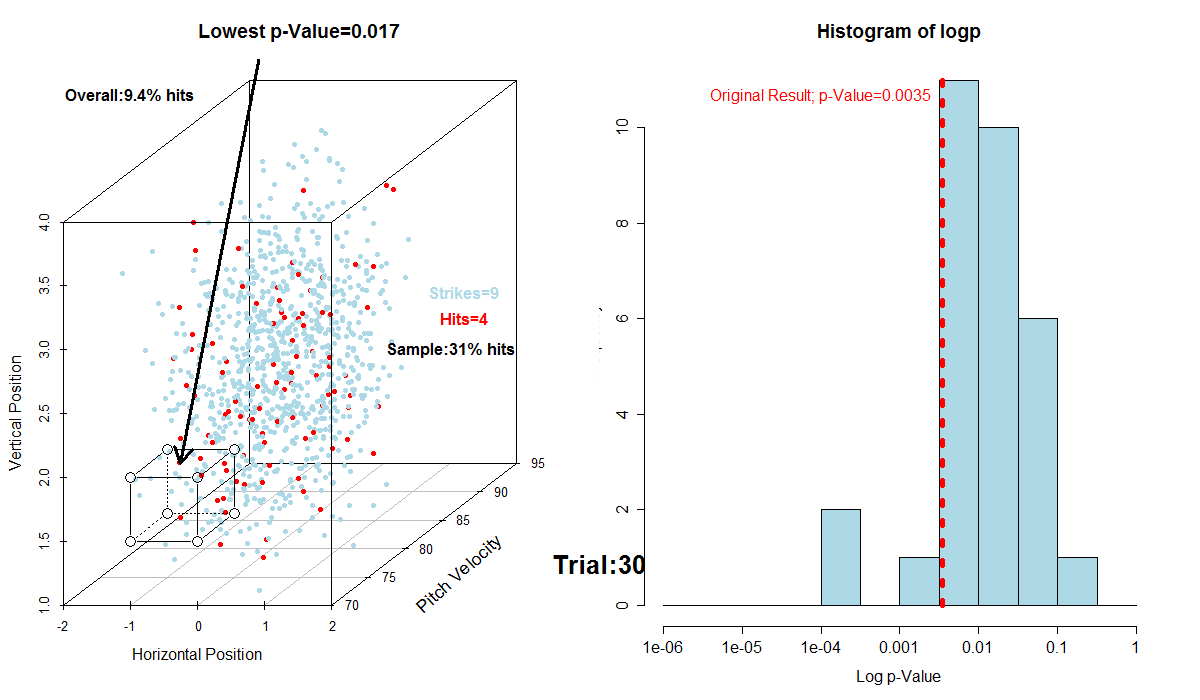 Lowest p-Value=0.017
Overall:9.4% hits
Strikes=9
Hits=4
Sample:31% hits
Vertical Position
4.0
3.5
3.0
2.5
2.0
1.5
1.0
-2 -1 0 1 2
Horizontal Position
70
75
80
85
90
95
Pitch Velocity
Trial:30
Histogram of logp
Original Result; p-Value=0.0035
10
8
6
4
2
0
1e-06 1e-05 1e-04 0.001 0.01 0.1 1
Log p-Value